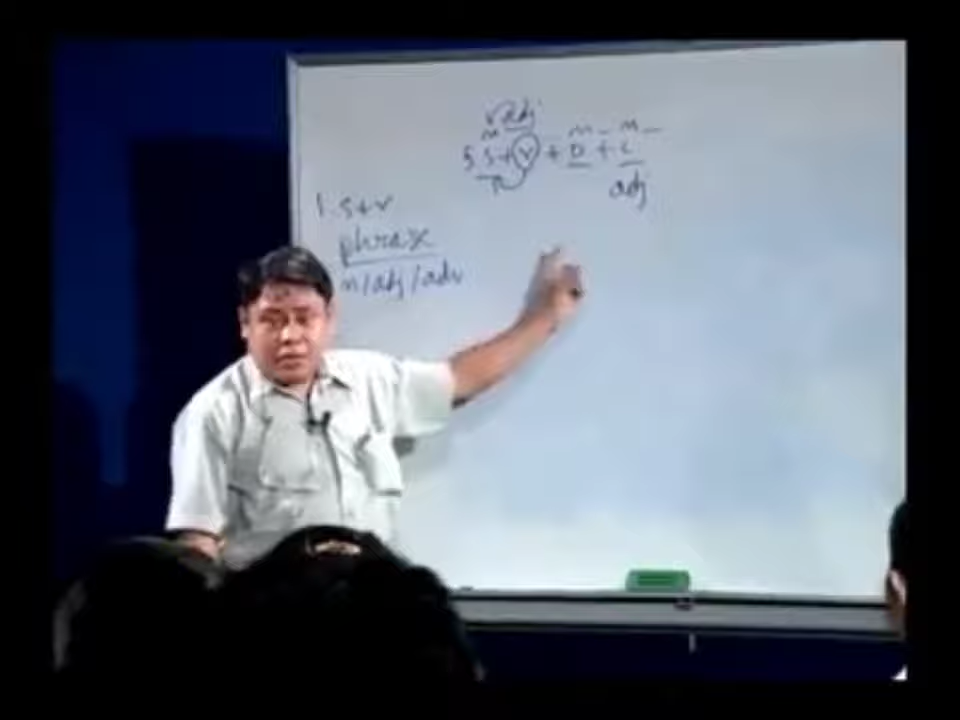 v adj
n n n
5 S + V + O + C
adj
1. S + V
phrase
n/adj/adv